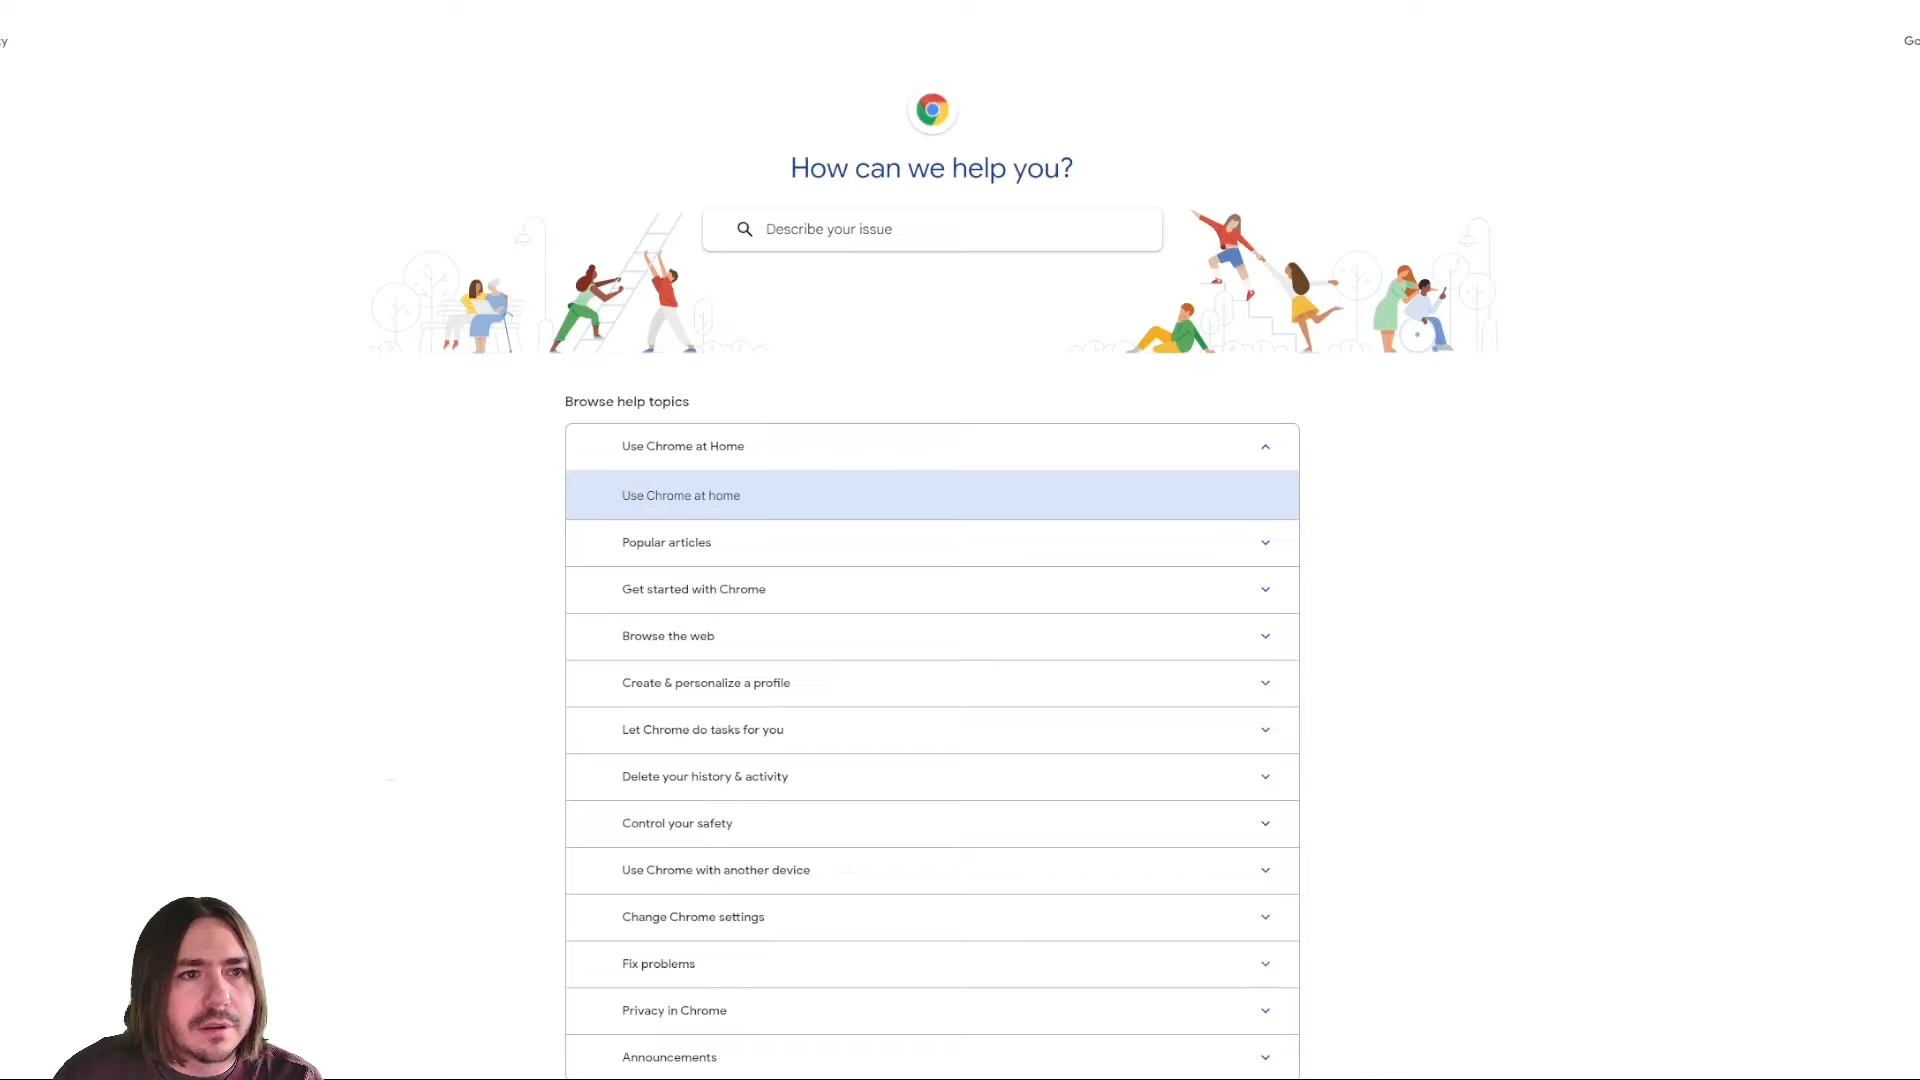 How can we help you?
Describe your issue
Browse help topics
Use Chrome at Home
Use Chrome at home
Popular articles
Get started with Chrome
Browse the web
Create & personalize a profile
Let Chrome do tasks for you
Delete your history & activity
Control your safety
Use Chrome with another device
Change Chrome settings
Fix problems
Privacy in Chrome
Announcements